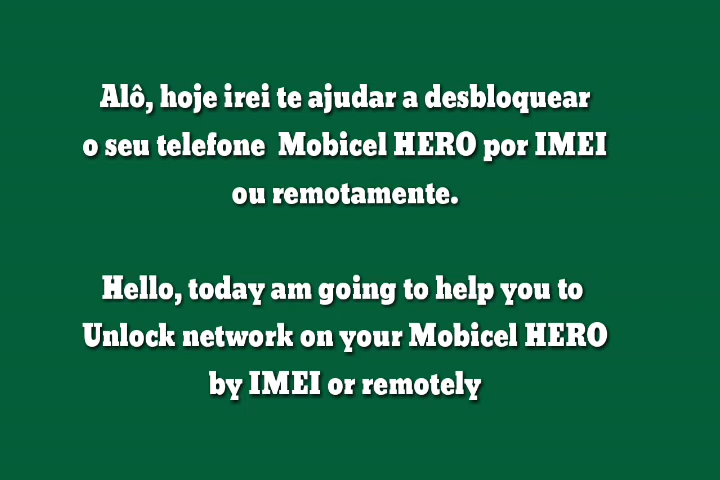 Alô, hoje irei te ajudar a desbloquear
o seu telefone Mobicel HERO por IMEI
ou remotamente.
Hello, today am going to help you to
Unlock network on your Mobicel HERO
by IMEI or remotely